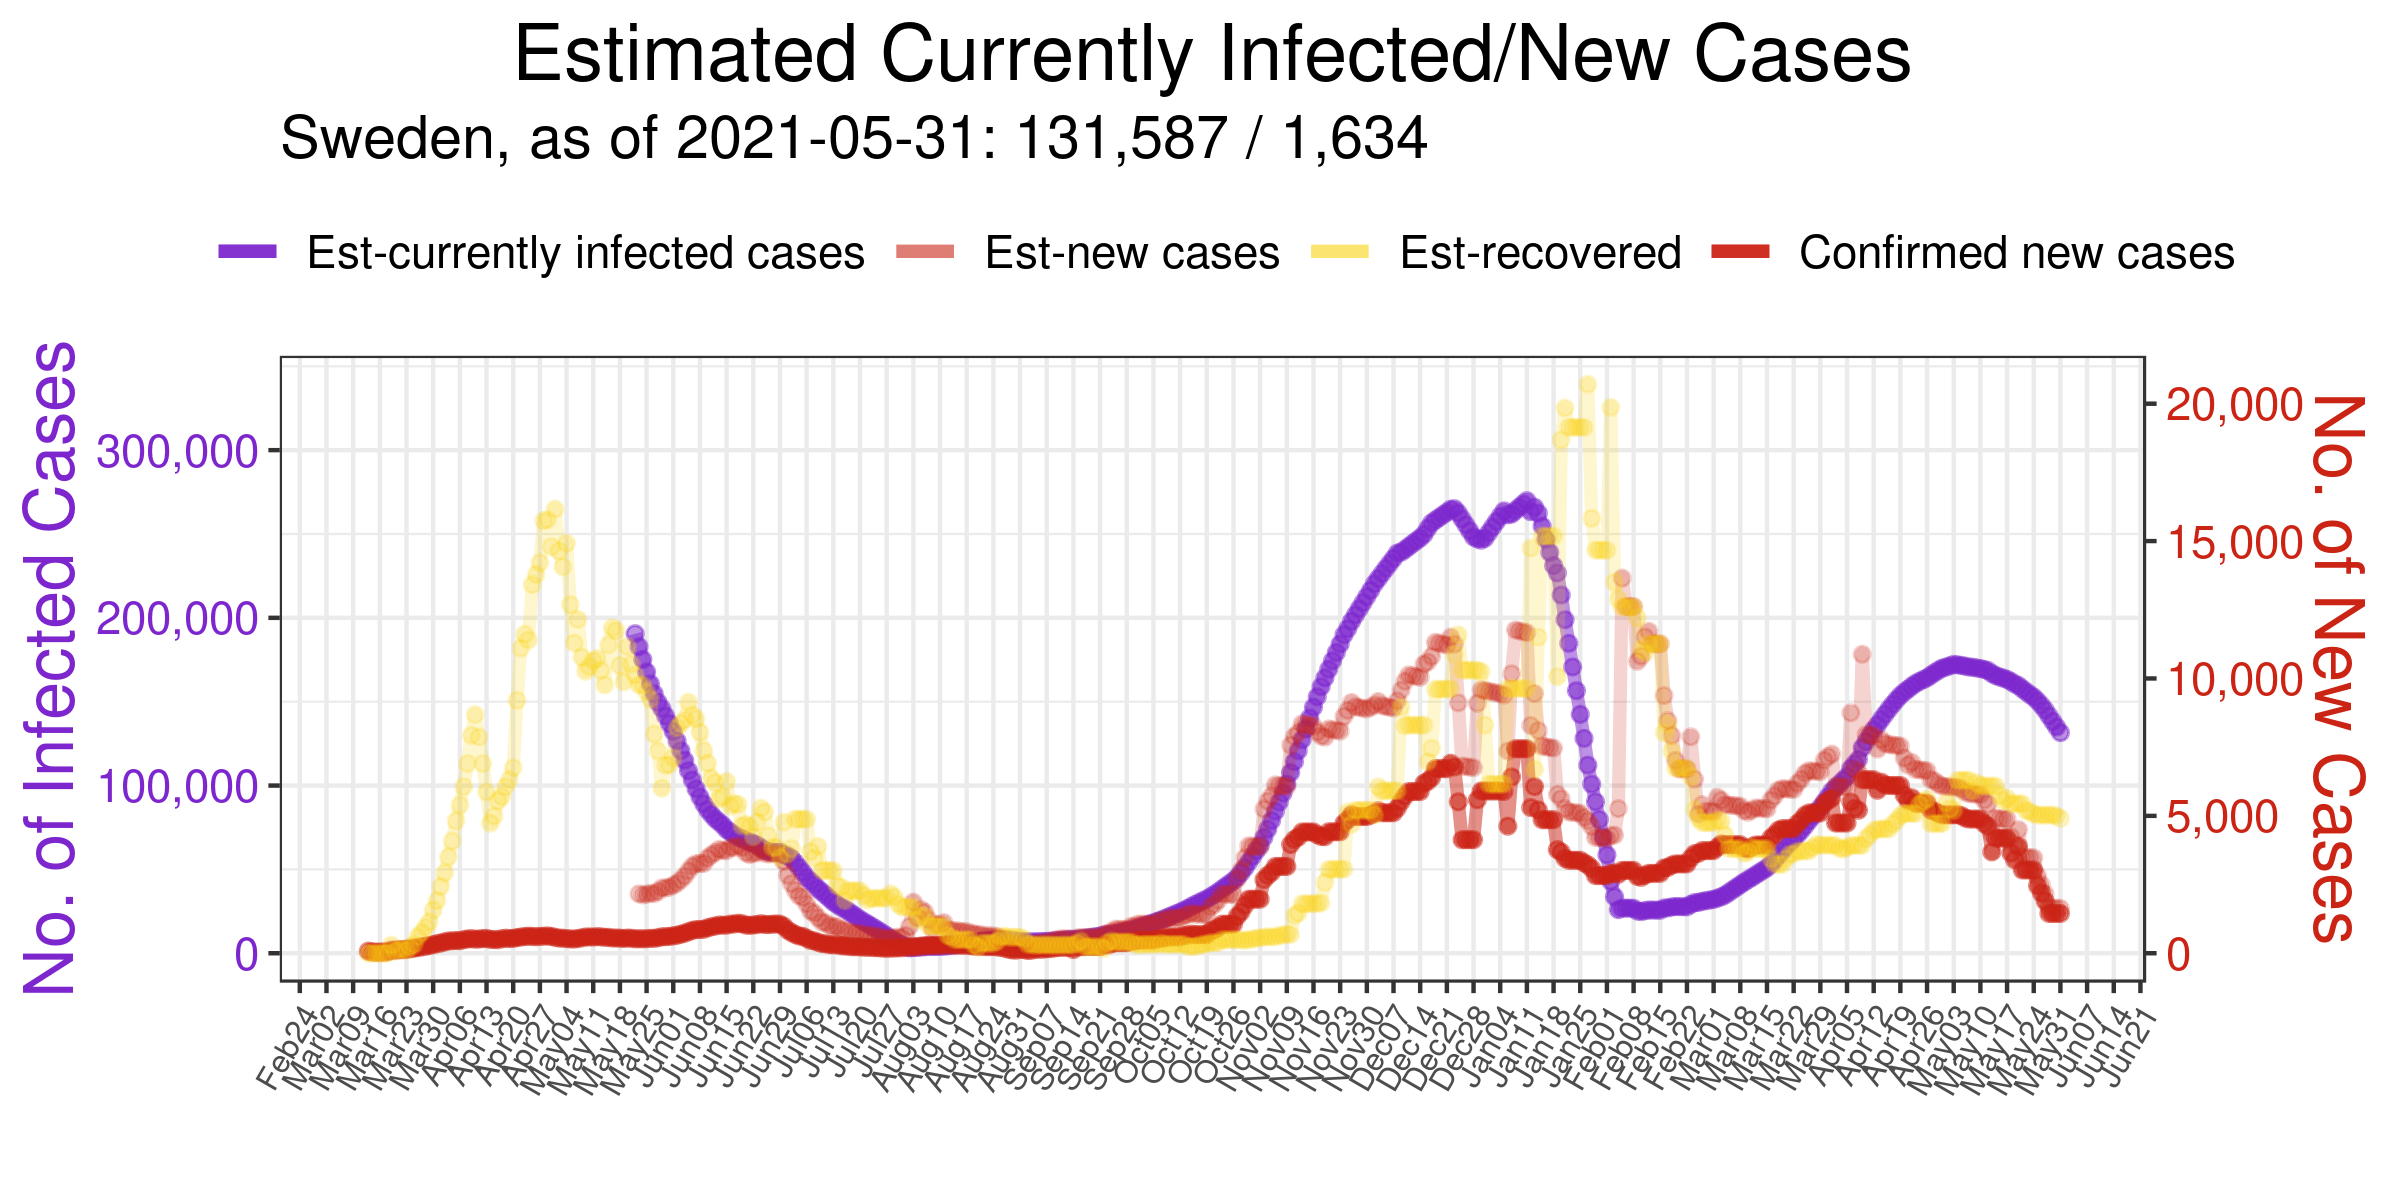 Estimated Currently Infected/New Cases
Sweden, as of 2021-05-31: 131,587 / 1,634
Est-currently infected cases Est-new cases Est-recovered Confirmed new cases
No. of Infected Cases
300,000
200,000
100,000
0
20,000
15,000
10,000
5,000
0
No. of New Cases
Feb24 Mar02 Mar09 Mar16 Mar23 Mar30 Apr06 Apr13 Apr20 Apr27 May04 May11 May18 May25 Jun01 Jun08 Jun15 Jun22 Jun29 Jul06 Jul13 Jul20 Jul27 Aug03 Aug10 Aug17 Aug24 Aug31 Sep07 Sep14 Sep21 Sep28 Oct05 Oct12 Oct19 Oct26 Nov02 Nov09 Nov16 Nov23 Nov30 Dec07 Dec14 Dec21 Dec28 Jan04 Jan11 Jan18 Jan25 Feb01 Feb08 Feb15 Feb22 Mar01 Mar08 Mar15 Mar22 Mar29 Apr05 Apr12 Apr19 Apr26 May03 May10 May17 May24 May31 Jun07 Jun14 Jun21